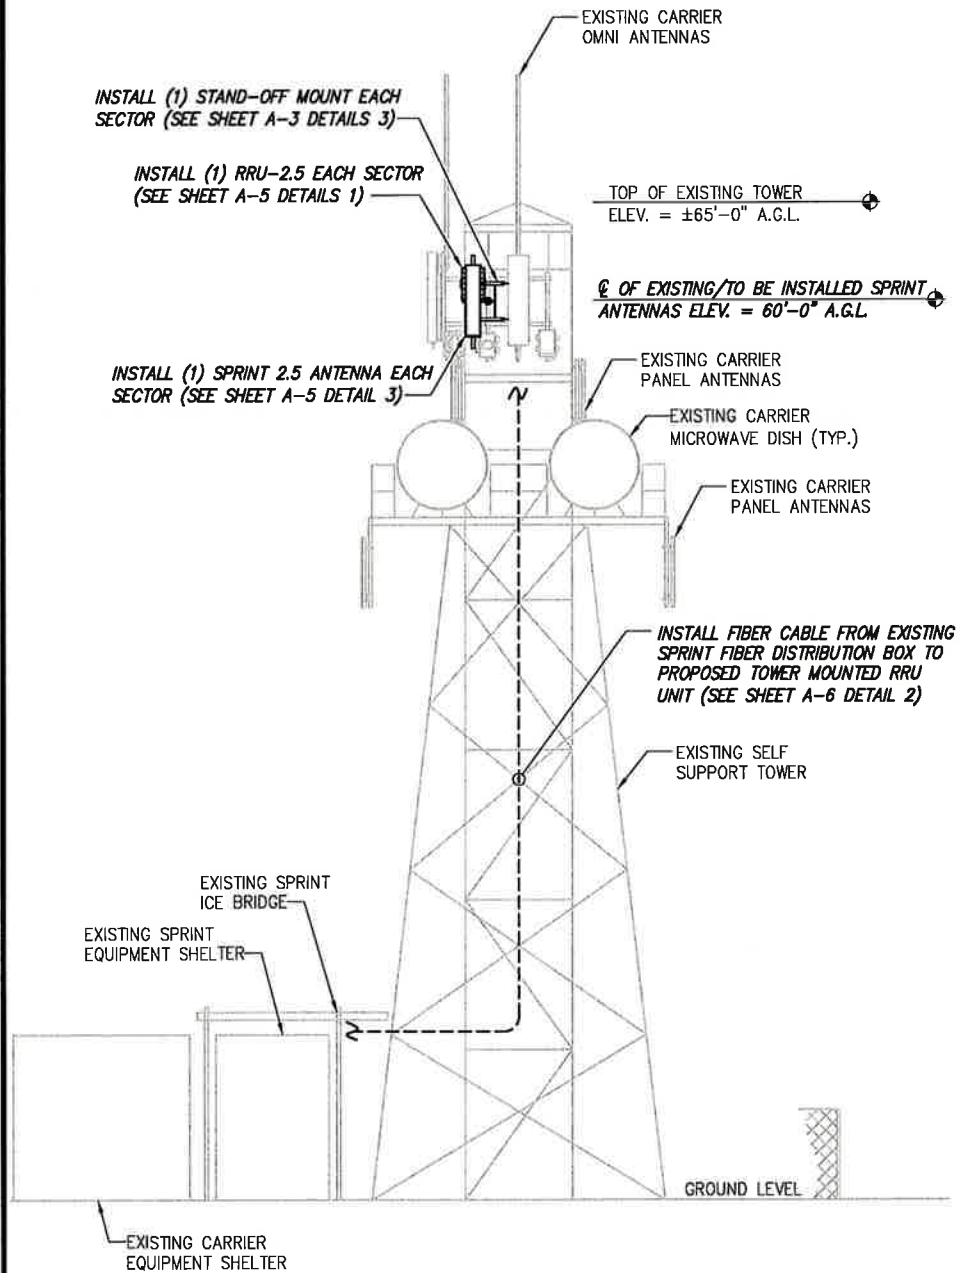 EXISTING CARRIER
OMNI ANTENNAS
INSTALL (1) STAND-OFF MOUNT EACH
SECTOR (SEE SHEET A-3 DETAILS 3)
INSTALL (1) RRU-2.5 EACH SECTOR
(SEE SHEET A-5 DETAILS 1)
TOP OF EXISTING TOWER
ELEV. = ±65'-0" A.G.L.
℄ OF EXISTING/TO BE INSTALLED SPRINT
ANTENNAS ELEV. = 60'-0" A.G.L.
INSTALL (1) SPRINT 2.5 ANTENNA EACH
SECTOR (SEE SHEET A-5 DETAIL 3)
EXISTING CARRIER
PANEL ANTENNAS
EXISTING CARRIER
MICROWAVE DISH (TYP.)
EXISTING CARRIER
PANEL ANTENNAS
INSTALL FIBER CABLE FROM EXISTING
SPRINT FIBER DISTRIBUTION BOX TO
PROPOSED TOWER MOUNTED RRU
UNIT (SEE SHEET A-6 DETAIL 2)
EXISTING SELF
SUPPORT TOWER
EXISTING SPRINT
ICE BRIDGE
EXISTING SPRINT
EQUIPMENT SHELTER
GROUND LEVEL
EXISTING CARRIER
EQUIPMENT SHELTER